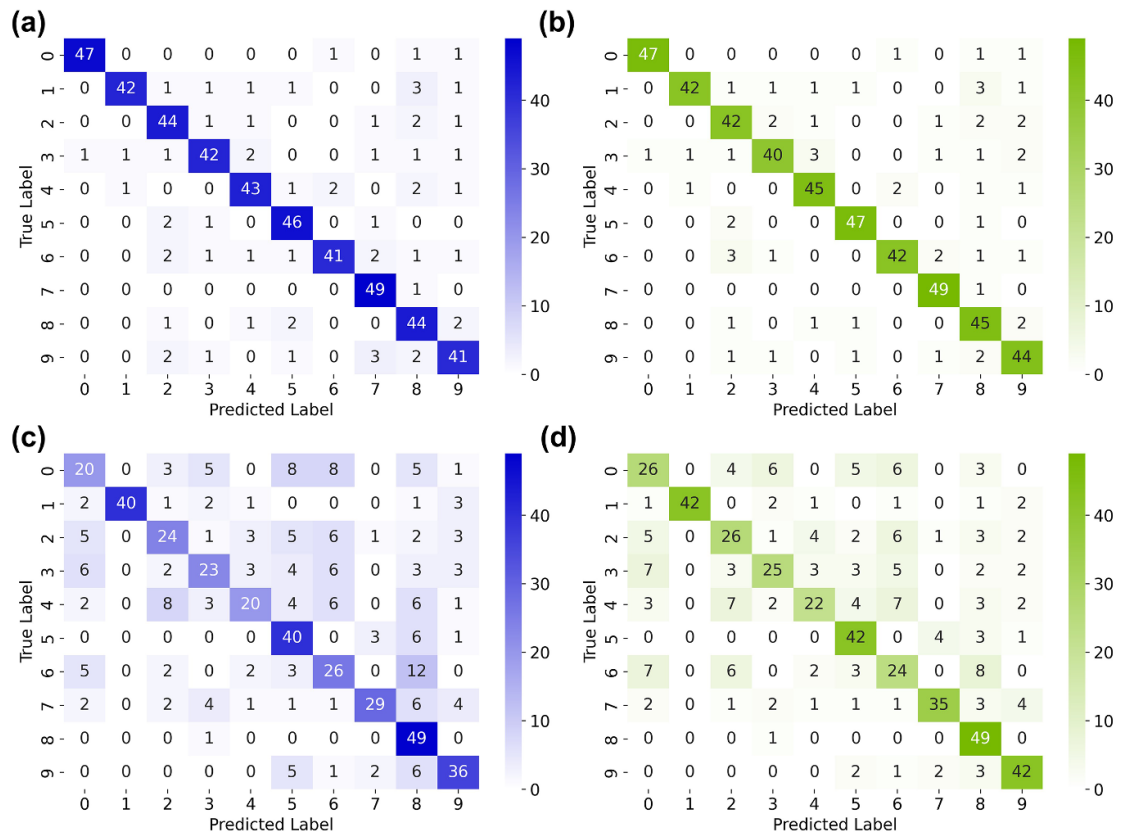 (a)
(b)
True Label
0 47 0 0 0 0 0 1 0 1 1
1 0 42 1 1 1 1 0 0 3 1
2 0 0 44 1 1 0 0 1 2 1
3 1 1 1 42 2 0 0 1 1 1
4 0 1 0 0 43 1 2 0 2 1
5 0 0 2 1 0 46 0 1 0 0
6 0 0 2 1 1 1 41 2 1 1
7 0 0 0 0 0 0 0 49 1 0
8 0 0 1 0 1 2 0 0 44 2
9 0 0 2 1 0 1 0 3 2 41
0 1 2 3 4 5 6 7 8 9
Predicted Label
40
30
20
10
0
True Label
0 47 0 0 0 0 0 1 0 1 1
1 0 42 1 1 1 1 0 0 3 1
2 0 0 42 2 1 0 0 1 2 2
3 1 1 1 40 3 0 0 1 1 2
4 0 1 0 0 45 0 2 0 1 1
5 0 0 2 0 0 47 0 0 1 0
6 0 0 3 1 0 0 42 2 1 1
7 0 0 0 0 0 0 0 49 1 0
8 0 0 1 0 1 1 0 0 45 2
9 0 0 1 1 0 1 0 1 2 44
0 1 2 3 4 5 6 7 8 9
Predicted Label
40
30
20
10
0
(c)
(d)
True Label
0 20 0 3 5 0 8 8 0 5 1
1 2 40 1 2 1 0 0 0 1 3
2 5 0 24 1 3 5 6 1 2 3
3 6 0 2 23 3 4 6 0 3 3
4 2 0 8 3 20 4 6 0 6 1
5 0 0 0 0 0 40 0 3 6 1
6 5 0 2 0 2 3 26 0 12 0
7 2 0 2 4 1 1 1 29 6 4
8 0 0 0 1 0 0 0 0 49 0
9 0 0 0 0 0 5 1 2 6 36
0 1 2 3 4 5 6 7 8 9
Predicted Label
40
30
20
10
0
True Label
0 26 0 4 6 0 5 6 0 3 0
1 1 42 0 2 1 0 1 0 1 2
2 5 0 26 1 4 2 6 1 3 2
3 7 0 3 25 3 3 5 0 2 2
4 3 0 7 2 22 4 7 0 3 2
5 0 0 0 0 0 42 0 4 3 1
6 7 0 6 0 2 3 24 0 8 0
7 2 0 1 2 1 1 1 35 3 4
8 0 0 0 1 0 0 0 0 49 0
9 0 0 0 0 0 2 1 2 3 42
0 1 2 3 4 5 6 7 8 9
Predicted Label
40
30
20
10
0